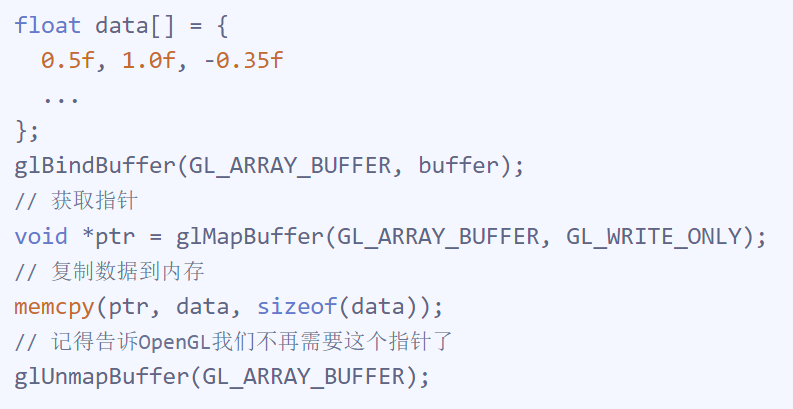 float data[] = {
  0.5f, 1.0f, -0.35f
  ...
};
glBindBuffer(GL_ARRAY_BUFFER, buffer);
// 获取指针
void *ptr = glMapBuffer(GL_ARRAY_BUFFER, GL_WRITE_ONLY);
// 复制数据到内存
memcpy(ptr, data, sizeof(data));
// 记得告诉OpenGL我们不再需要这个指针了
glUnmapBuffer(GL_ARRAY_BUFFER);